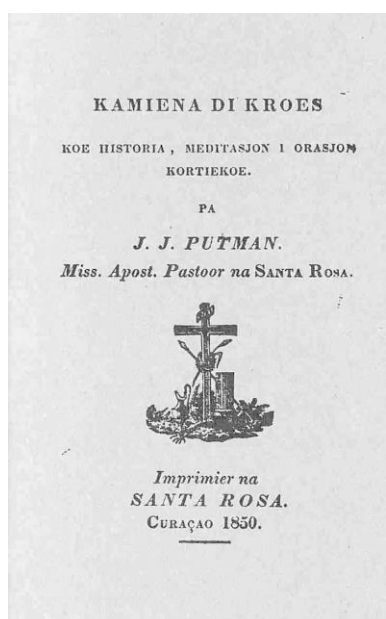 KAMIENA DI KROES
KOE HISTORIA, MEDITASJON I ORASJON
KORTIEKOE.
PA
J. J. PUTMAN.
Miss. Apost. Pastoor na SANTA ROSA.
Imprimier na
SANTA ROSA.
CURAÇAO 1850.